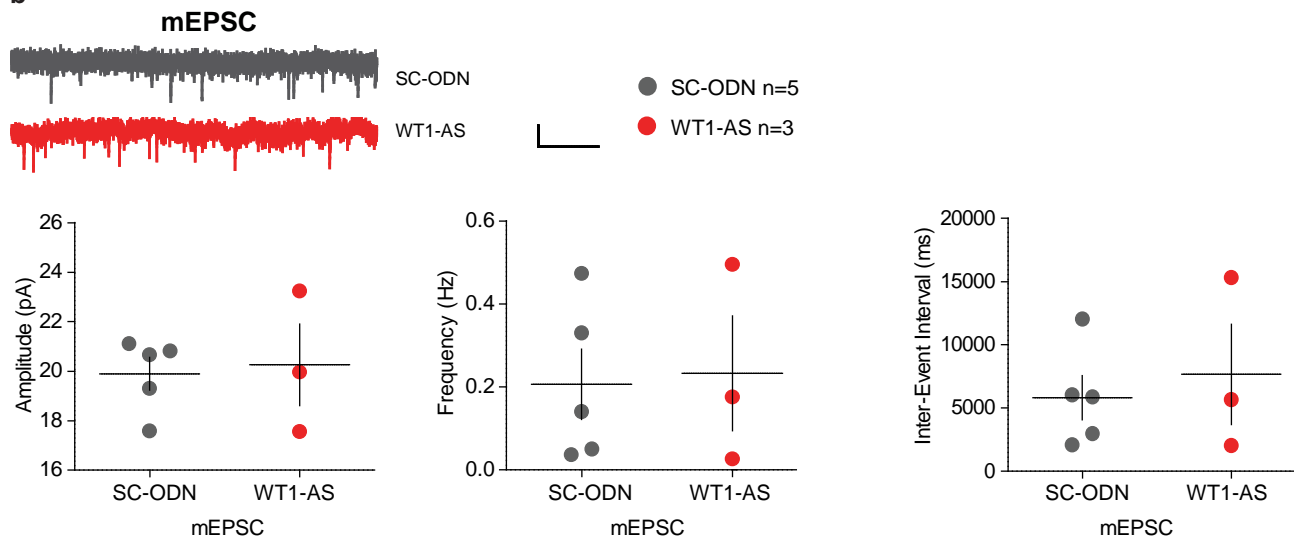 b
mEPSC
SC-ODN
WT1-AS
SC-ODN n=5
WT1-AS n=3
26
24
22
20
18
16
Amplitude (pA)
SC-ODN WT1-AS
mEPSC
0.6
0.4
0.2
0.0
Frequency (Hz)
SC-ODN WT1-AS
mEPSC
20000
15000
10000
5000
0
Inter-Event Interval (ms)
SC-ODN WT1-AS
mEPSC